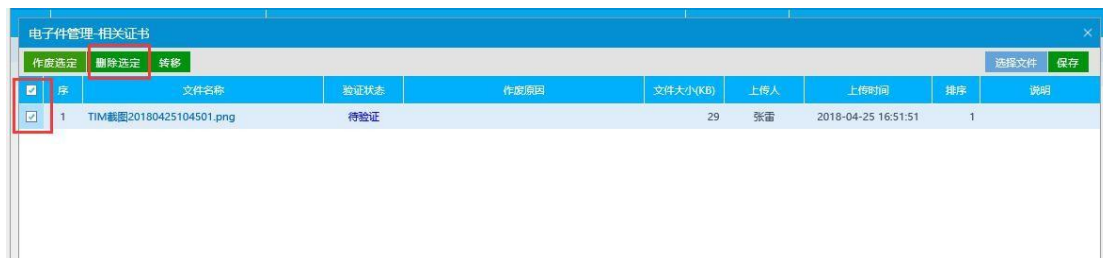 电子件管理-相关证书
作废选定 删除选定 转移 选择文件 保存
序 文件名称 验证状态 作废原因 文件大小(KB) 上传人 上传时间 排序 说明
1 TIM截图20180425104501.png 待验证 29 张雷 2018-04-25 16:51:51 1